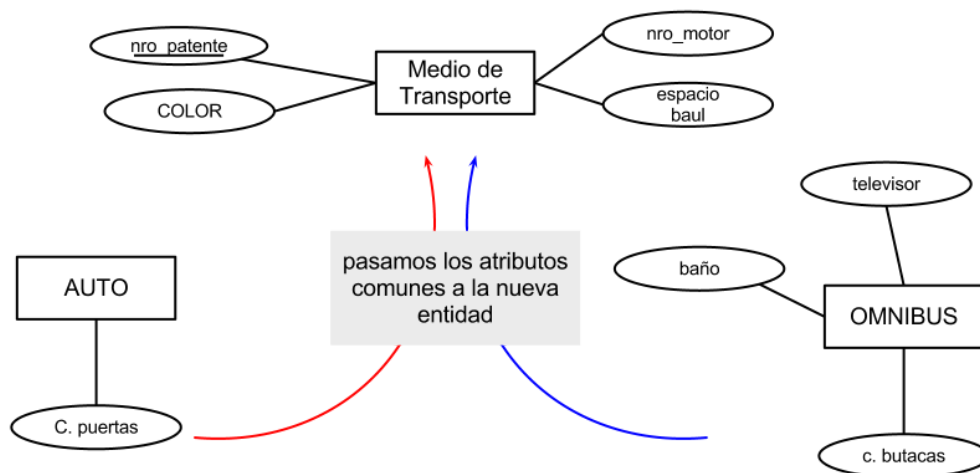 nro_patente
COLOR
Medio de
Transporte
nro_motor
espacio
baul
televisor
baño
OMNIBUS
c. butacas
pasamos los atributos
comunes a la nueva
entidad
AUTO
C. puertas